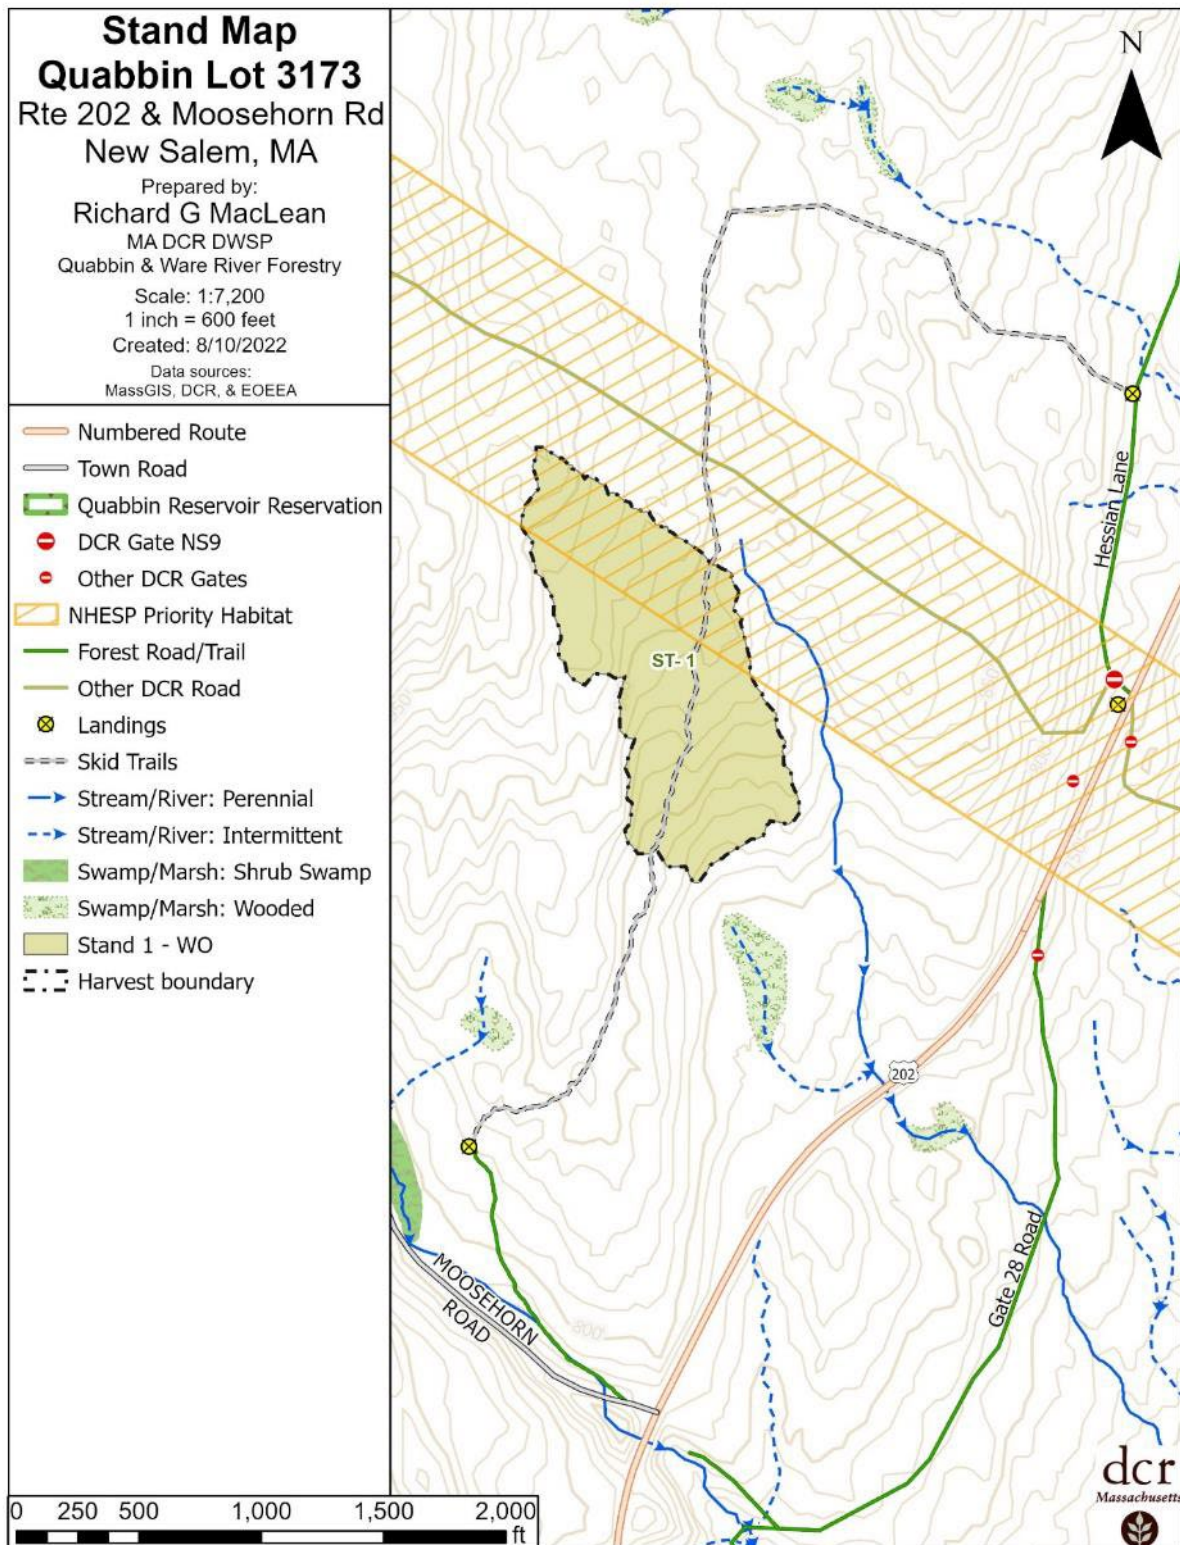 Stand Map
Quabbin Lot 3173
Rte 202 & Moosehorn Rd
New Salem, MA
Prepared by:
Richard G MacLean
MA DCR DWSP
Quabbin & Ware River Forestry
Scale: 1:7,200
1 inch = 600 feet
Created: 8/10/2022
Data sources:
MassGIS, DCR, & EOEEA
Numbered Route
Town Road
Quabbin Reservoir Reservation
DCR Gate NS9
Other DCR Gates
NHESP Priority Habitat
Forest Road/Trail
Other DCR Road
Landings
Skid Trails
Stream/River: Perennial
Stream/River: Intermittent
Swamp/Marsh: Shrub Swamp
Swamp/Marsh: Wooded
Stand 1 - WO
Harvest boundary
0 250 500 1,000 1,500 2,000
ft
N
Hessian Lane
ST- 1
202
Gate 28 Road
MOOSEHORN
ROAD
800'
dcr
Massachusetts